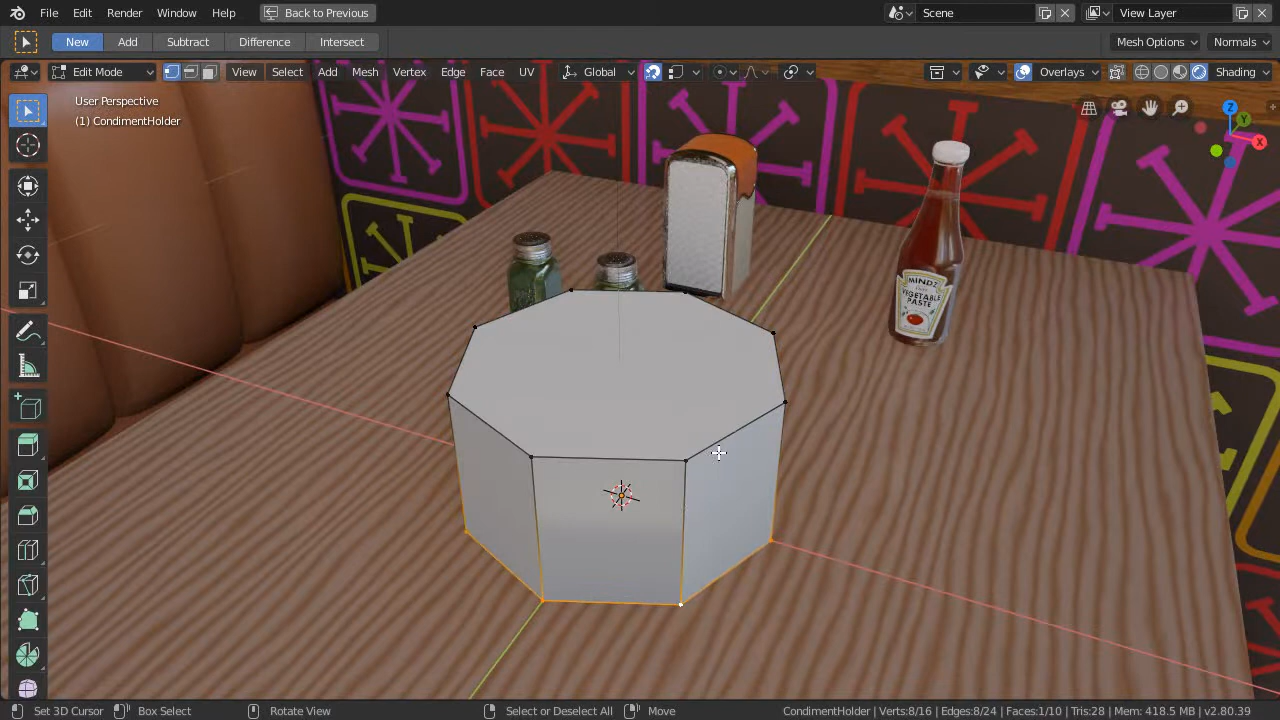 File Edit Render Window Help Back to Previous Scene View Layer
New Add Subtract Difference Intersect Mesh Options Normals
Edit Mode View Select Add Mesh Vertex Edge Face UV Global Overlays Shading
User Perspective
(1) CondimentHolder
Z
Y
X
MINDZ
VEGETABLE
PASTE
Set 3D Cursor Box Select Rotate View Select or Deselect All Move CondimentHolder | Verts:8/16 | Edges:8/24 | Faces:1/10 | Tris:28 | Mem: 418.5 MB | v2.80.39